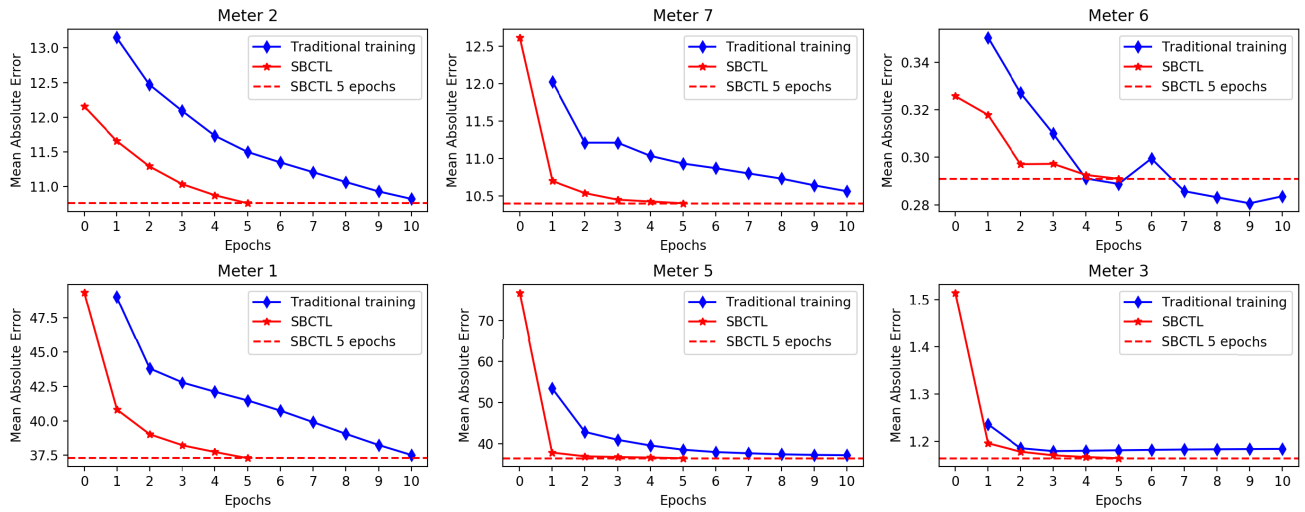 Meter 2
Mean Absolute Error
13.0
12.5
12.0
11.5
11.0
Traditional training
SBCTL
SBCTL 5 epochs
0 1 2 3 4 5 6 7 8 9 10
Epochs
Meter 7
Mean Absolute Error
12.5
12.0
11.5
11.0
10.5
Traditional training
SBCTL
SBCTL 5 epochs
0 1 2 3 4 5 6 7 8 9 10
Epochs
Meter 6
Mean Absolute Error
0.34
0.32
0.30
0.28
Traditional training
SBCTL
SBCTL 5 epochs
0 1 2 3 4 5 6 7 8 9 10
Epochs
Meter 1
Mean Absolute Error
47.5
45.0
42.5
40.0
37.5
Traditional training
SBCTL
SBCTL 5 epochs
0 1 2 3 4 5 6 7 8 9 10
Epochs
Meter 5
Mean Absolute Error
70
60
50
40
Traditional training
SBCTL
SBCTL 5 epochs
0 1 2 3 4 5 6 7 8 9 10
Epochs
Meter 3
Mean Absolute Error
1.5
1.4
1.3
1.2
Traditional training
SBCTL
SBCTL 5 epochs
0 1 2 3 4 5 6 7 8 9 10
Epochs